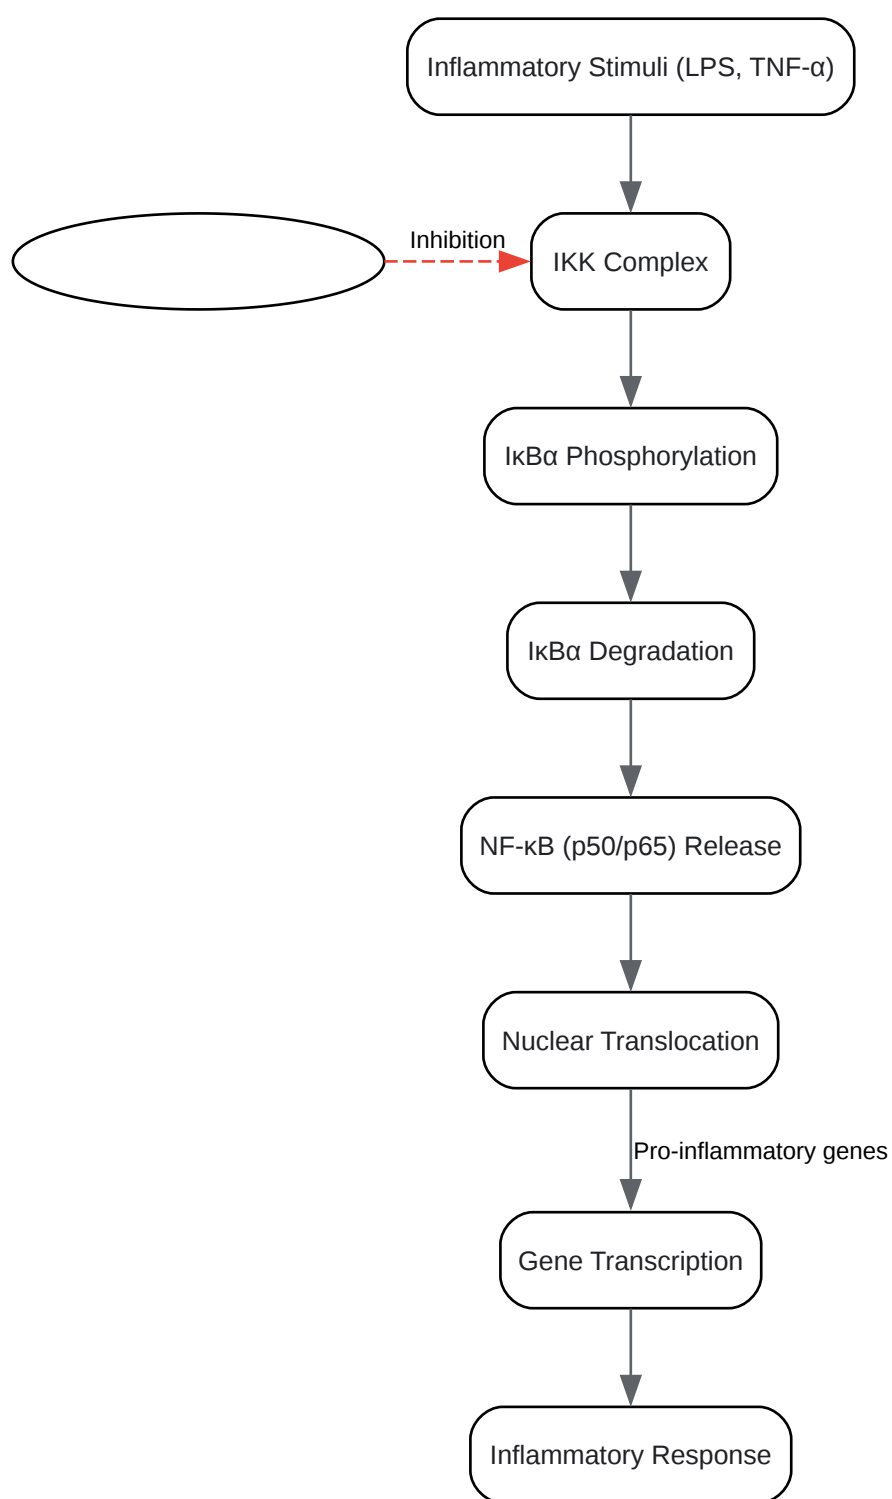 Inflammatory Stimuli (LPS, TNF-α)
Inhibition
IKK Complex
IκBα Phosphorylation
IκBα Degradation
NF-κB (p50/p65) Release
Nuclear Translocation
Pro-inflammatory genes
Gene Transcription
Inflammatory Response